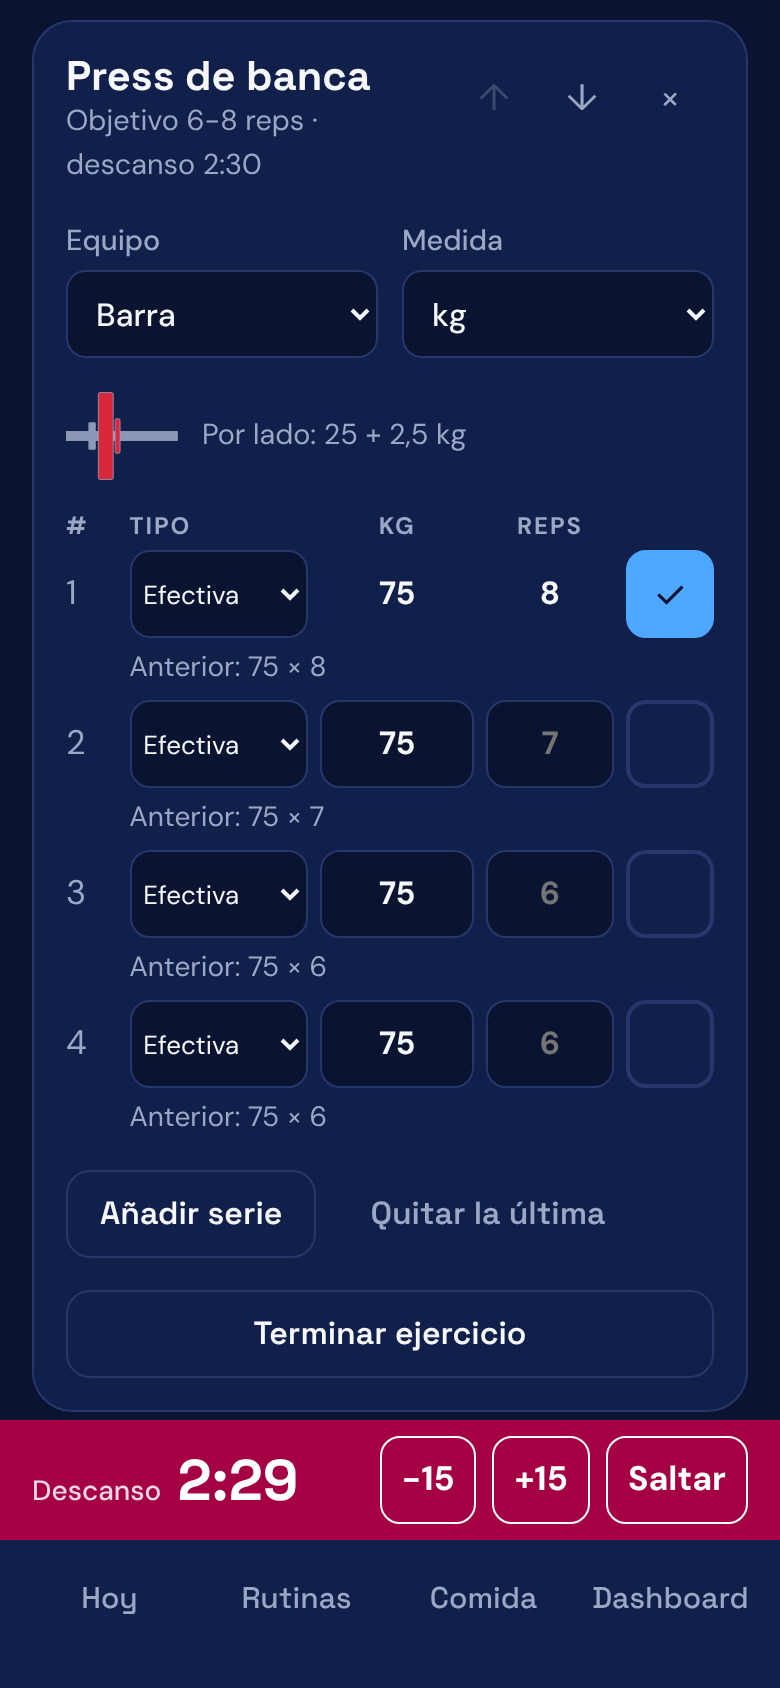 Press de banca
Objetivo 6–8 reps ·
descanso 2:30
↑ ↓ ×
Equipo Medida
Barra kg
Por lado: 25 + 2,5 kg
# TIPO KG REPS
1 Efectiva 75 8 ✓
Anterior: 75 × 8
2 Efectiva 75 7
Anterior: 75 × 7
3 Efectiva 75 6
Anterior: 75 × 6
4 Efectiva 75 6
Anterior: 75 × 6
Añadir serie Quitar la última
Terminar ejercicio
Descanso 2:29 −15 +15 Saltar
Hoy Rutinas Comida Dashboard